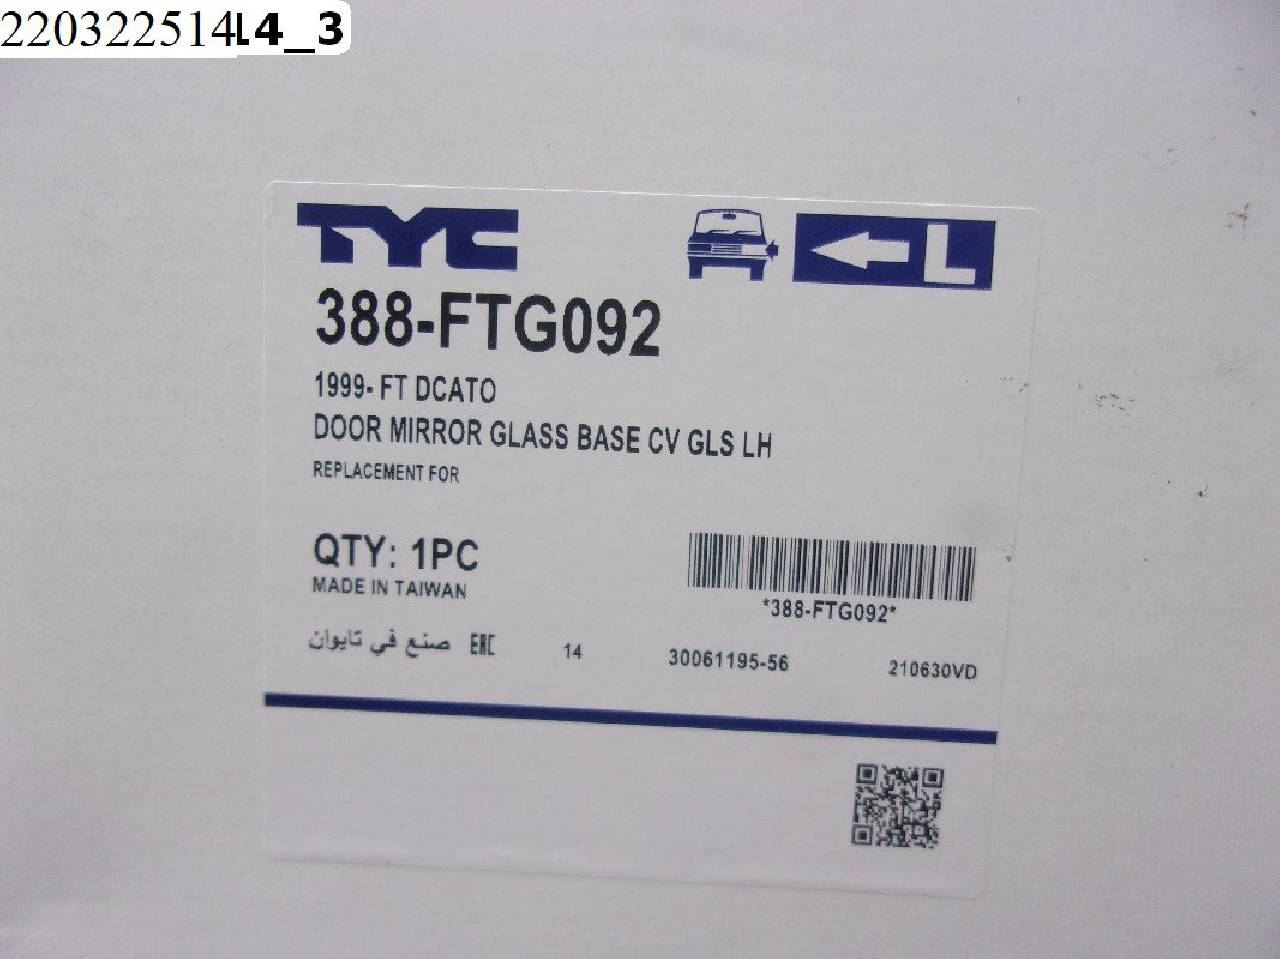 220322514L4_3
TYC
L
388-FTG092
1999- FT DCATO
DOOR MIRROR GLASS BASE CV GLS LH
REPLACEMENT FOR
QTY: 1PC
MADE IN TAIWAN
*388-FTG092*
صنع في تايوان EAC 14 30061195-56 210630VD